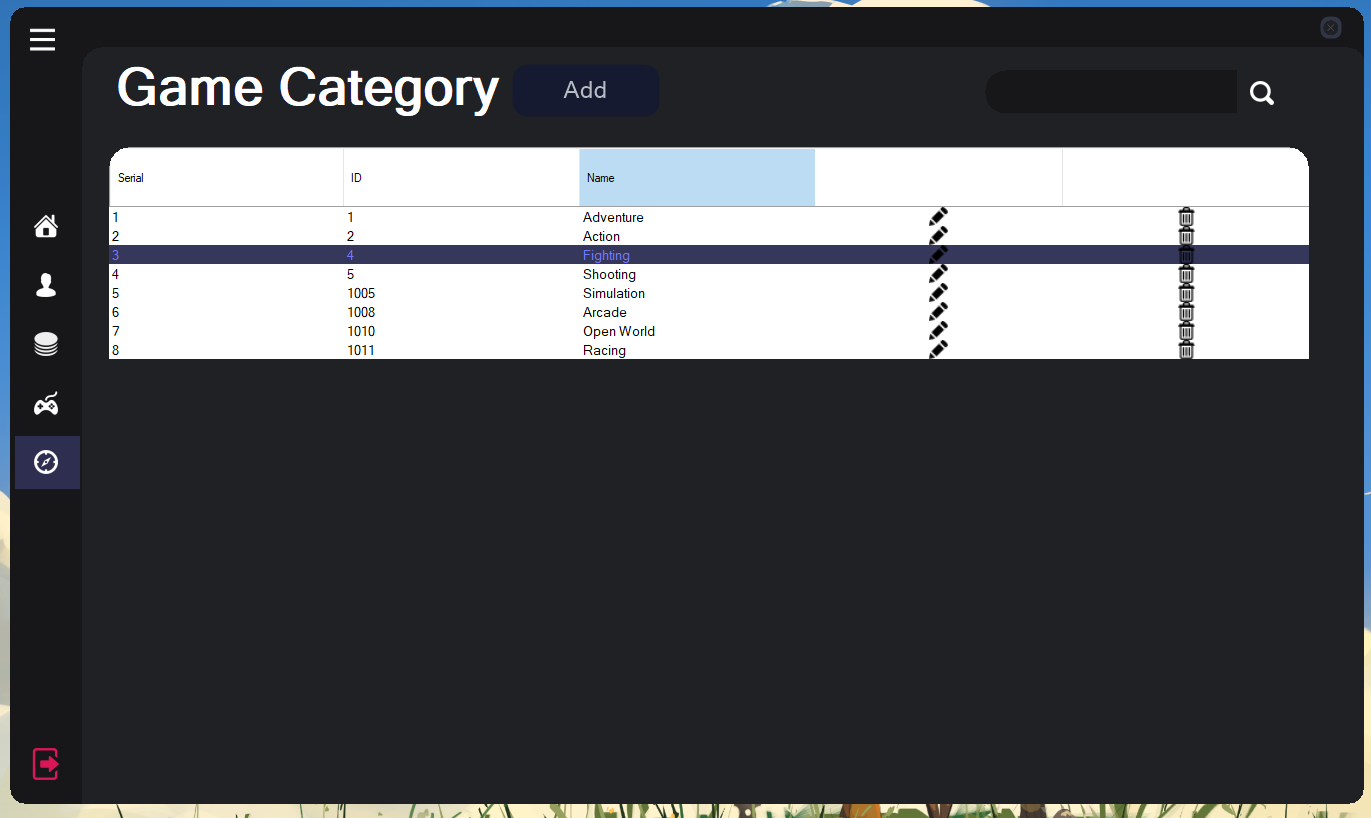 Game Category Add
Serial ID Name
1 1 Adventure
2 2 Action
3 4 Fighting
4 5 Shooting
5 1005 Simulation
6 1008 Arcade
7 1010 Open World
8 1011 Racing